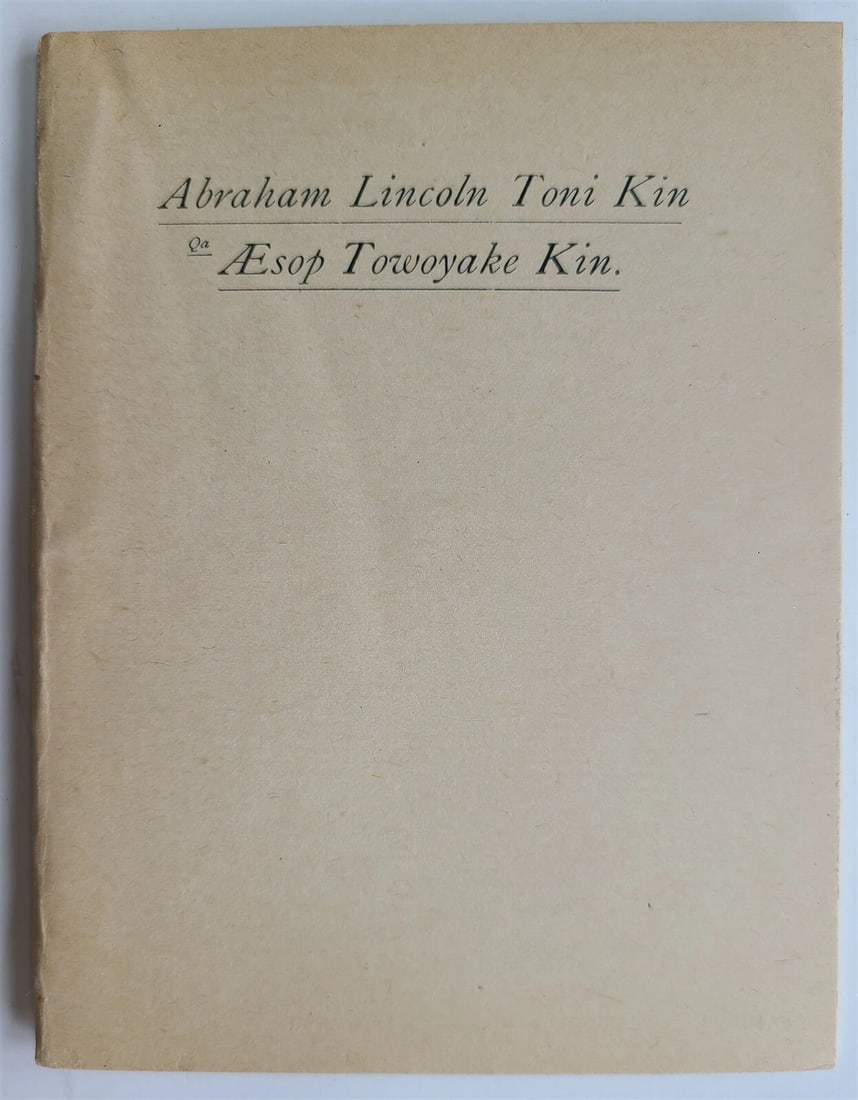 Abraham Lincoln Toni Kin
Qa Æsop Towoyake Kin.